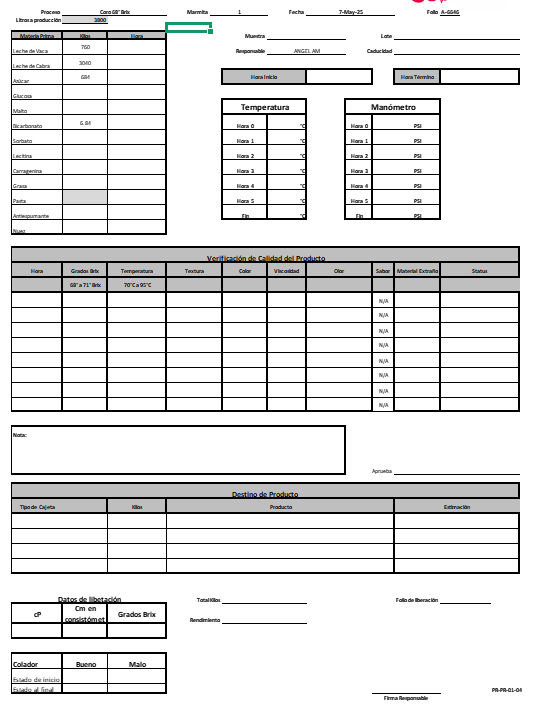 Proceso Coro 68° Brix Marmita 1 Fecha 7-May-25 Folio A-6646
Litros a producción 3800
Materia Prima Kilos Hora Muestra Lote
Leche de Vaca 760
Responsable ANGEL AM Caducidad
Leche de Cabra 3040
Azúcar 684 Hora Inicio Hora Término
Glucosa
Malto Temperatura Manómetro
Bicarbonato 6.84 Hora 0 °C Hora 0 PSI
Sorbato Hora 1 °C Hora 1 PSI
Lecitina Hora 2 °C Hora 2 PSI
Carragenina Hora 3 °C Hora 3 PSI
Grasa Hora 4 °C Hora 4 PSI
Pasta Hora 5 °C Hora 5 PSI
Antiespumante Fin °C Fin PSI
Nuez
Verificación de Calidad del Producto
Hora Grados Brix Temperatura Textura Color Viscosidad Olor Sabor Material Extraño Status
68° a 71° Brix 70°C a 95°C
N/A
N/A
N/A
N/A
N/A
N/A
N/A
N/A
Nota:
Aprueba
Destino de Producto
Tipo de Cajeta Kilos Producto Estimación
Datos de libetación Total Kilos Folio de liberación
cP Cm en consistómet Grados Brix
Rendimiento
Colador Bueno Malo
Estado de inicio
Estado al final
Firma Responsable
PR-PR-01-04